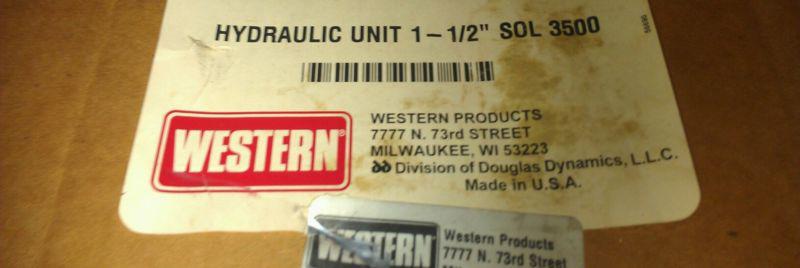 HYDRAULIC UNIT 1-1/2" SOL 3500
WESTERN®
WESTERN PRODUCTS
7777 N. 73rd STREET
MILWAUKEE, WI 53223
Division of Douglas Dynamics, L.L.C.
Made in U.S.A.
WESTERN
Western Products
7777 N. 73rd Street